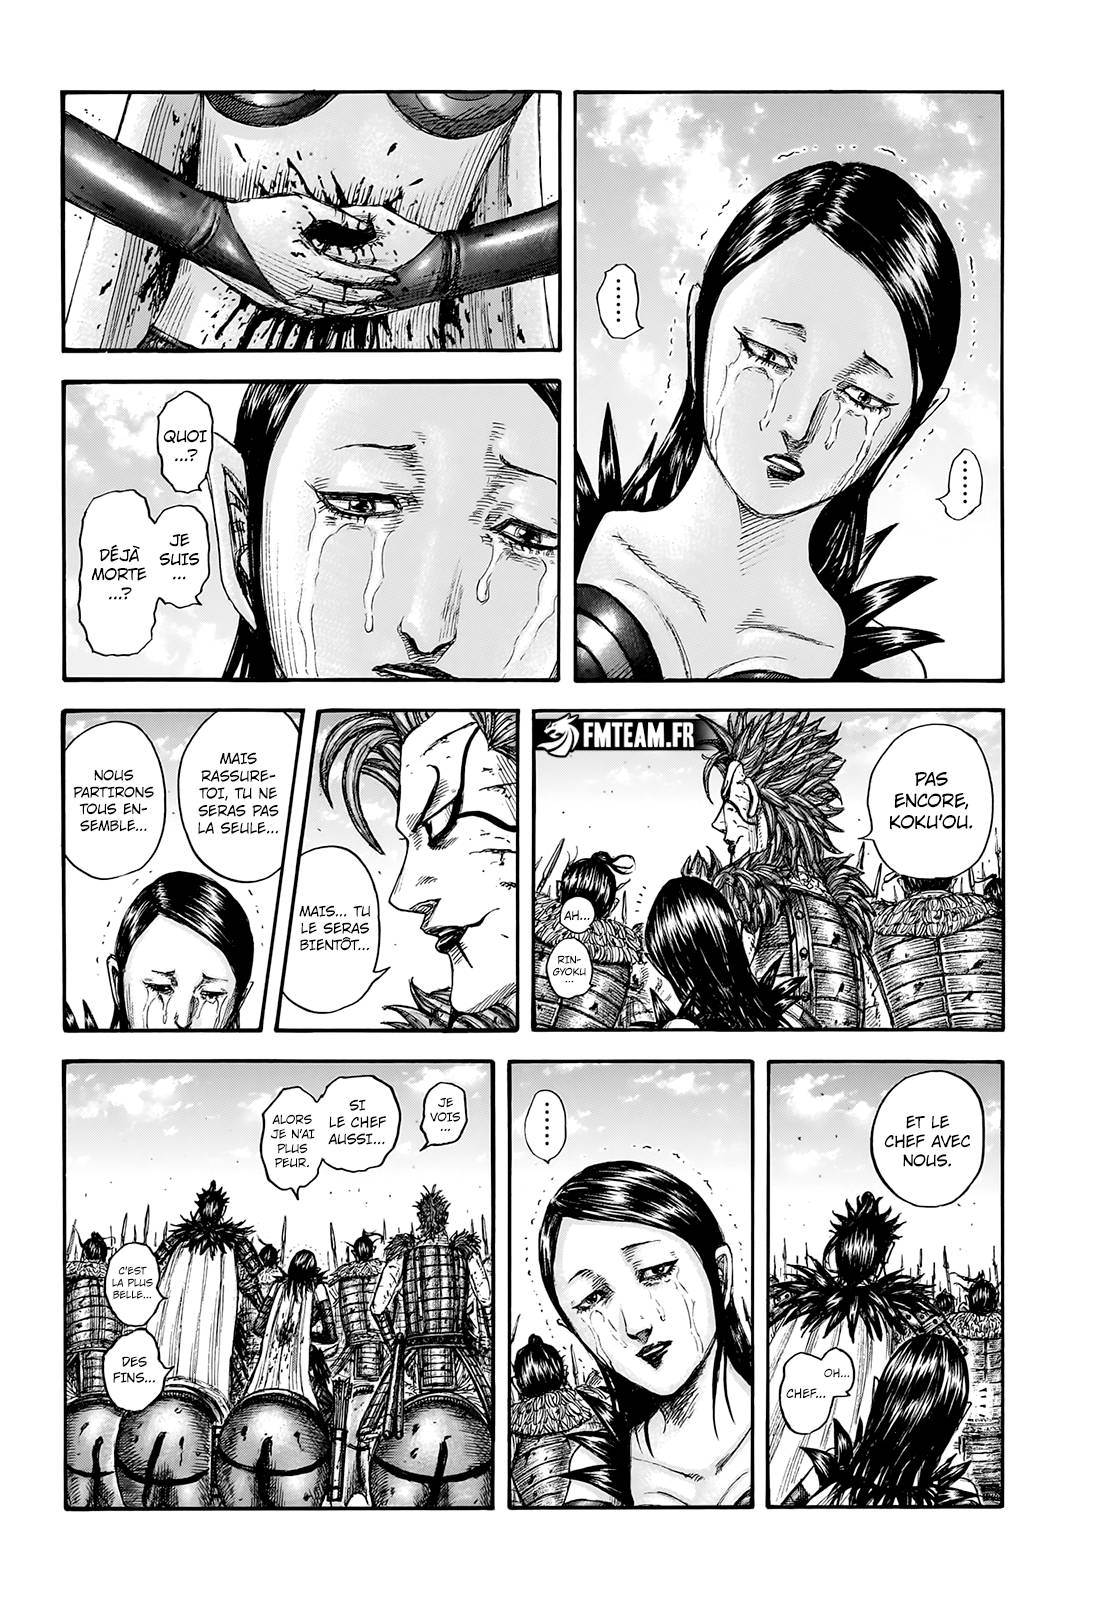 ......
......
QUOI
...?
JE
SUIS
...
DÉJÀ
MORTE
...?
FMTEAM.FR
PAS
ENCORE,
KOKU'OU.
AH...
RIN-
GYOKU
...
MAIS... TU
LE SERAS
BIENTÔT...
MAIS
RASSURE-
TOI, TU NE
SERAS PAS
LA SEULE...
NOUS
PARTIRONS
TOUS EN-
SEMBLE...
ET LE
CHEF AVEC
NOUS.
OH...
CHEF...
......
JE
VOIS
...
SI
LE CHEF
AUSSI...
ALORS
JE N'AI
PLUS
PEUR.
C'EST
LA PLUS
BELLE...
DES
FINS...